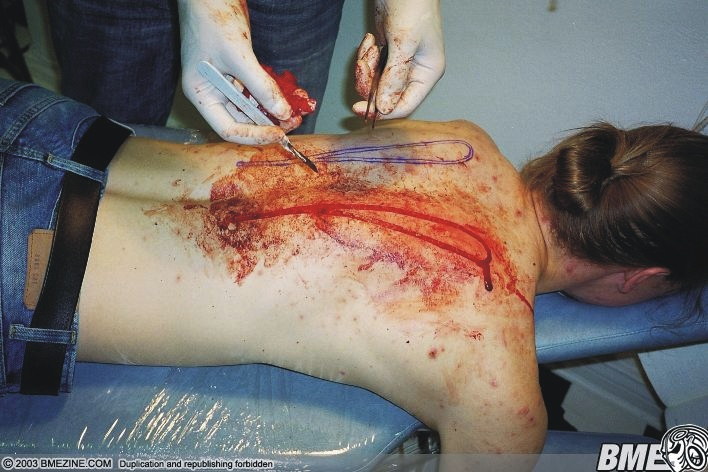 © 2003 BMEZINE.COM Duplication and republishing forbidden
BME